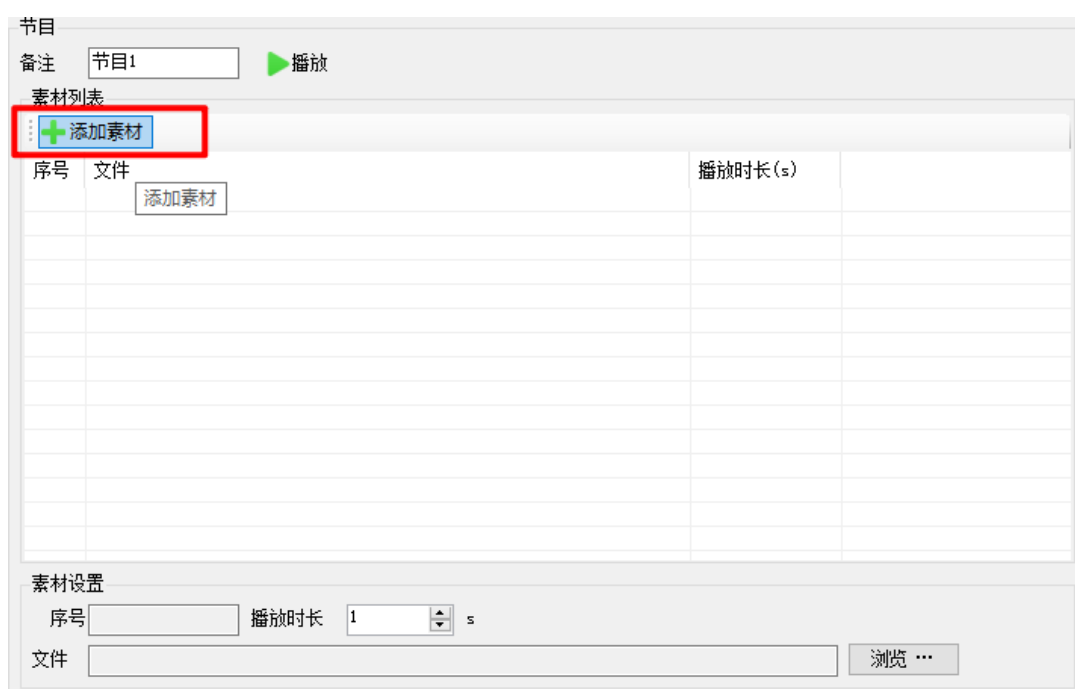 节目
备注 节目1 播放
素材列表
添加素材
序号 文件 播放时长(s)
添加素材
素材设置
序号 播放时长 1 s
文件 浏览 …